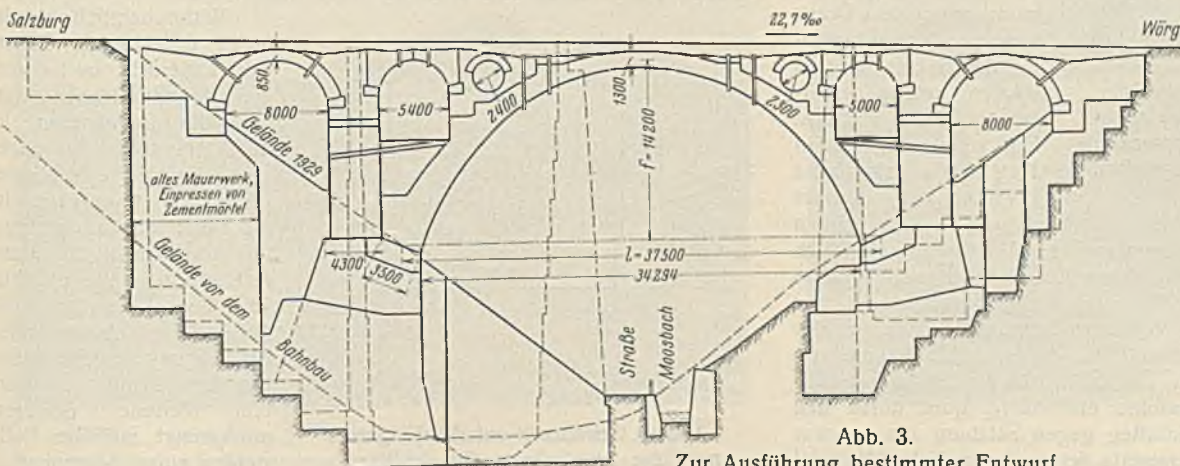 Salzburg
22,7‰
Wörg
850
8000
5400
2400
1300
f = 14200
2300
5000
8000
Gelände 1929
altes Mauerwerk,
Einpressen von
Zementmörtel
Gelände vor dem
Bahnbau
4300
3500
l = 37500
34294
Straße
Moosbach
Abb. 3.
Zur Ausführung bestimmter Entwurf